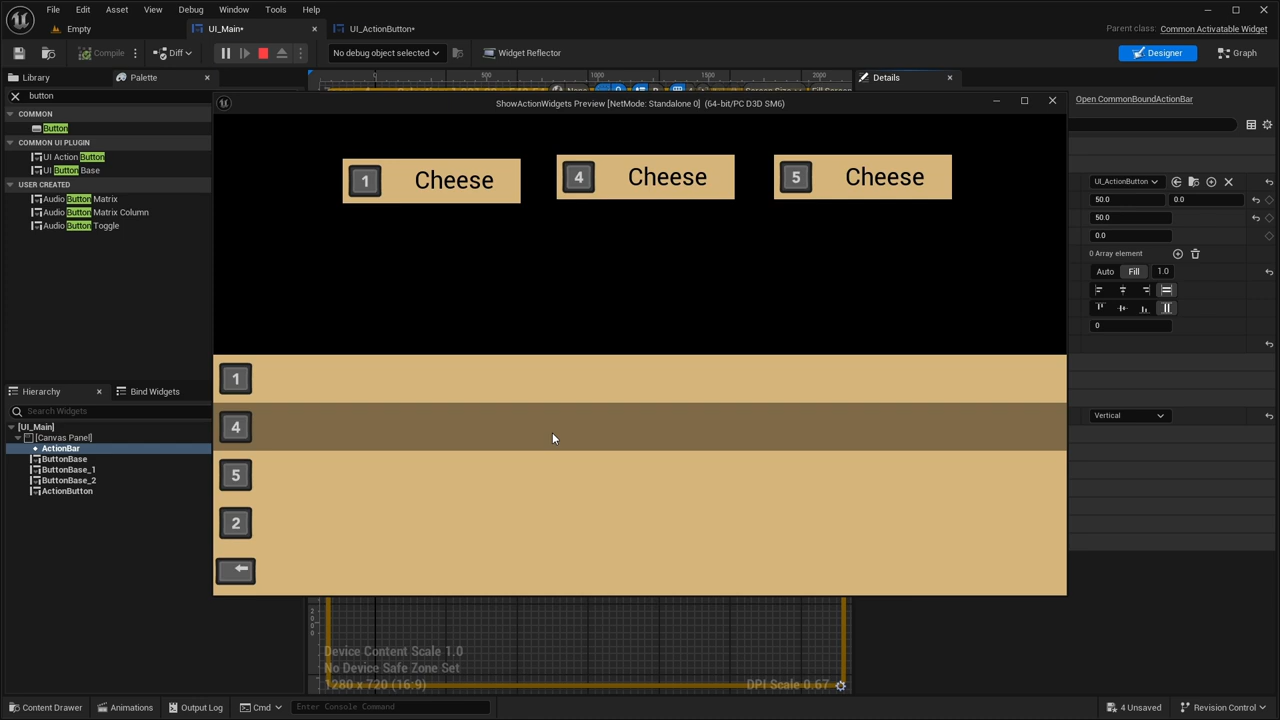 File Edit Asset View Debug Window Tools Help
Empty
UI_Main*
UI_ActionButton*
Parent class: Common Activatable Widget
Compile
Diff
No debug object selected
Widget Reflector
Designer
Graph
Library
Palette
Details
0 500 1000 1500 2000
button
Open CommonBoundActionBar
ShowActionWidgets Preview [NetMode: Standalone 0] (64-bit/PC D3D SM6)
COMMON
Button
COMMON UI PLUGIN
UI Action Button
UI Button Base
USER CREATED
Audio Button Matrix
Audio Button Matrix Column
Audio Button Toggle
1 Cheese
4 Cheese
5 Cheese
UI_ActionButton
50.0 0.0
50.0
0.0
0 Array element
Auto Fill 1.0
0
1
4
5
2
Vertical
Hierarchy
Bind Widgets
Search Widgets
[UI_Main]
[Canvas Panel]
ActionBar
ButtonBase
ButtonBase_1
ButtonBase_2
ActionButton
Device Content Scale 1.0
No Device Safe Zone Set
1280 x 720 (16:9)
DPI Scale 0.67
Content Drawer
Animations
Output Log
Cmd
Enter Console Command
4 Unsaved
Revision Control